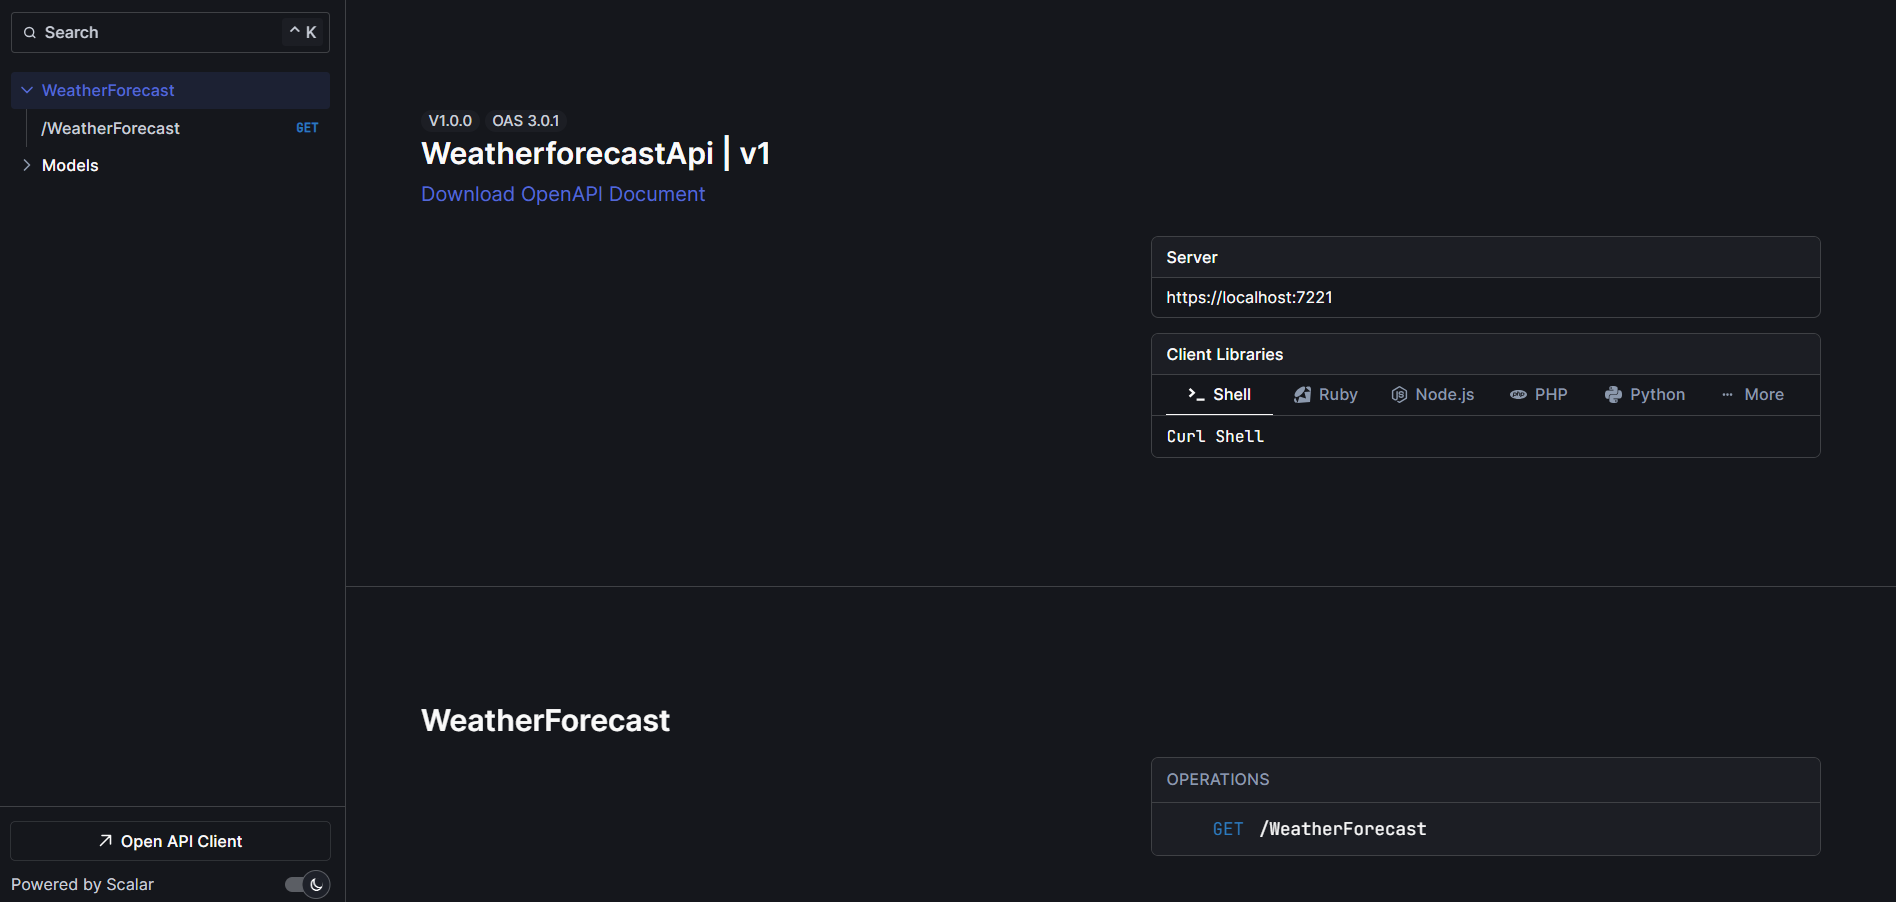 Search
^ K
WeatherForecast
/WeatherForecast GET
Models
Open API Client
Powered by Scalar
V1.0.0 OAS 3.0.1
WeatherforecastApi | v1
Download OpenAPI Document
Server
https://localhost:7221
Client Libraries
Shell Ruby Node.js PHP Python ··· More
Curl Shell
WeatherForecast
OPERATIONS
GET /WeatherForecast